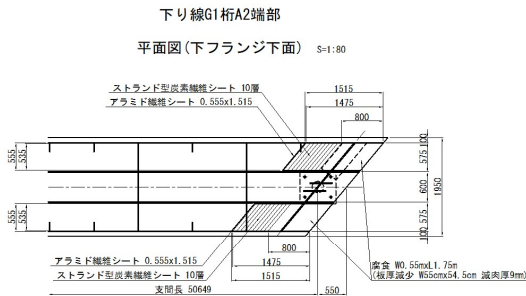 下り線G1桁A2端部
平面図(下フランジ下面) S=1:80
ストランド型炭素繊維シート 10層
アラミド繊維シート 0.555x1.515
1515
1475
800
555
535
100
575
600
1950
555
535
575
100
800
アラミド繊維シート 0.555x1.515
1475
ストランド型炭素繊維シート 10層
1515
支間長 50649
550
腐食 W0.55mxL1.75m
(板厚減少 W55cmx54.5cm 減肉厚9mm)